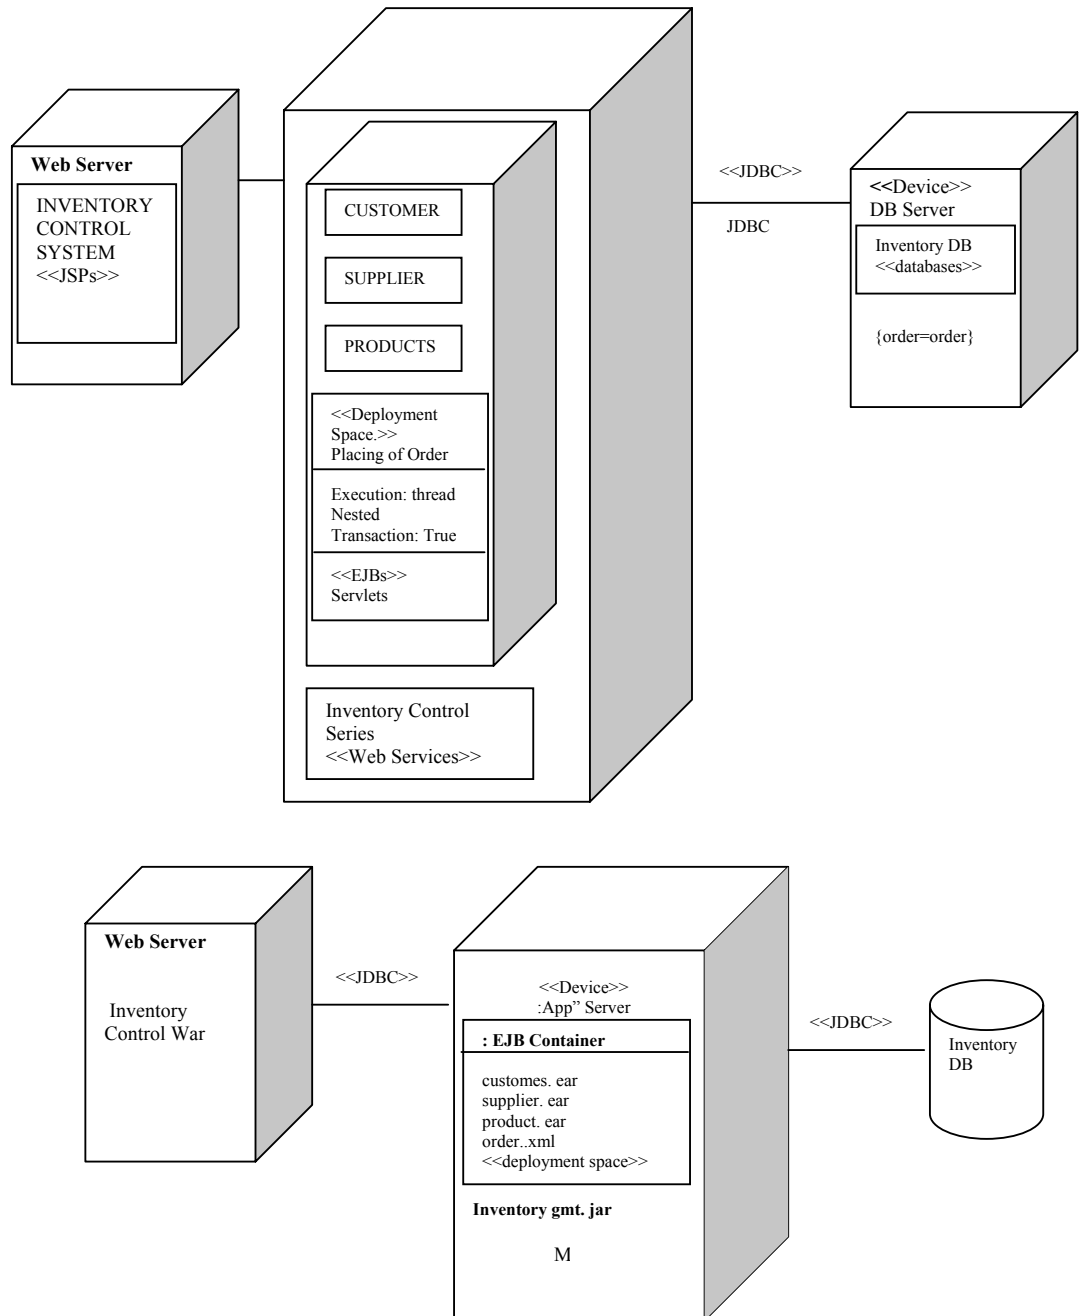 Web Server
INVENTORY
CONTROL
SYSTEM
<<JSPs>>
CUSTOMER
SUPPLIER
PRODUCTS
<<Deployment
Space.>>
Placing of Order
Execution: thread
Nested
Transaction: True
<<EJBs>>
Servlets
Inventory Control
Series
<<Web Services>>
<<JDBC>>
JDBC
<<Device>>
DB Server
Inventory DB
<<databases>>
{order=order}
Web Server
Inventory
Control War
<<JDBC>>
<<Device>>
:App” Server
: EJB Container
customes. ear
supplier. ear
product. ear
order..xml
<<deployment space>>
Inventory gmt. jar
M
<<JDBC>>
Inventory
DB